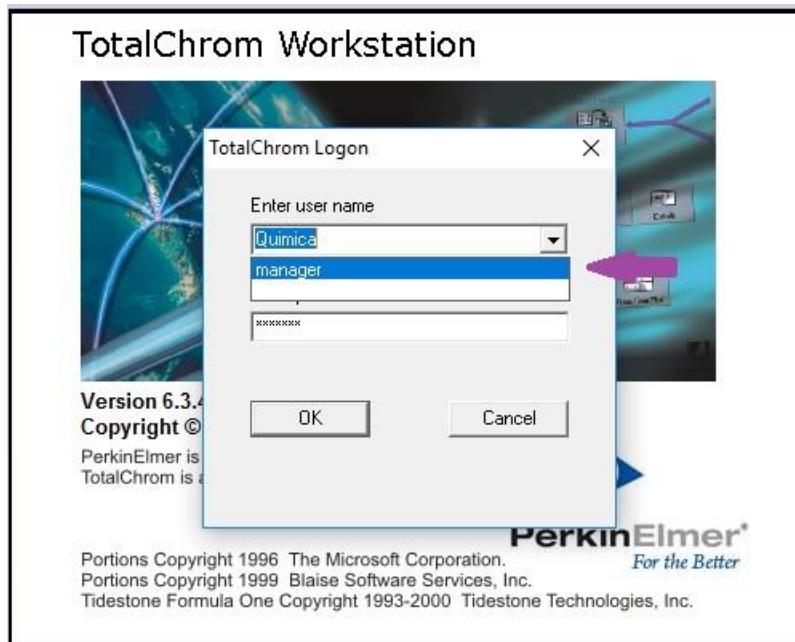 TotalChrom Workstation
TotalChrom Logon
Enter user name
Quimica
manager
*******
OK
Cancel
Version 6.3.
Copyright ©
PerkinElmer is
TotalChrom is
PerkinElmer
For the Better
Portions Copyright 1996 The Microsoft Corporation.
Portions Copyright 1999 Blaise Software Services, Inc.
Tidestone Formula One Copyright 1993-2000 Tidestone Technologies, Inc.